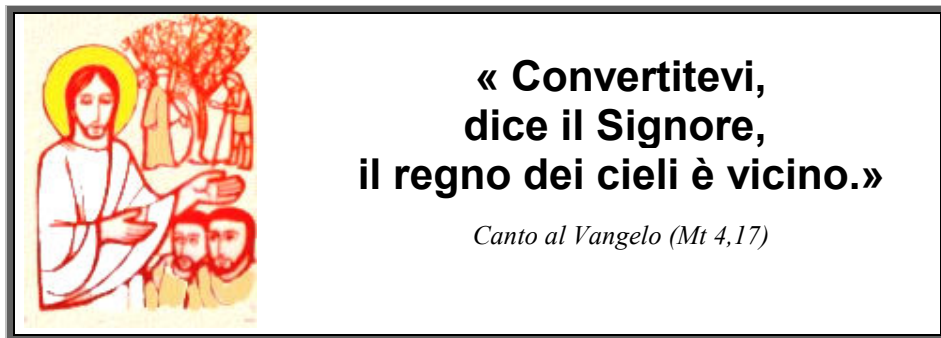 « Convertitevi,
dice il Signore,
il regno dei cieli è vicino.»
Canto al Vangelo (Mt 4,17)